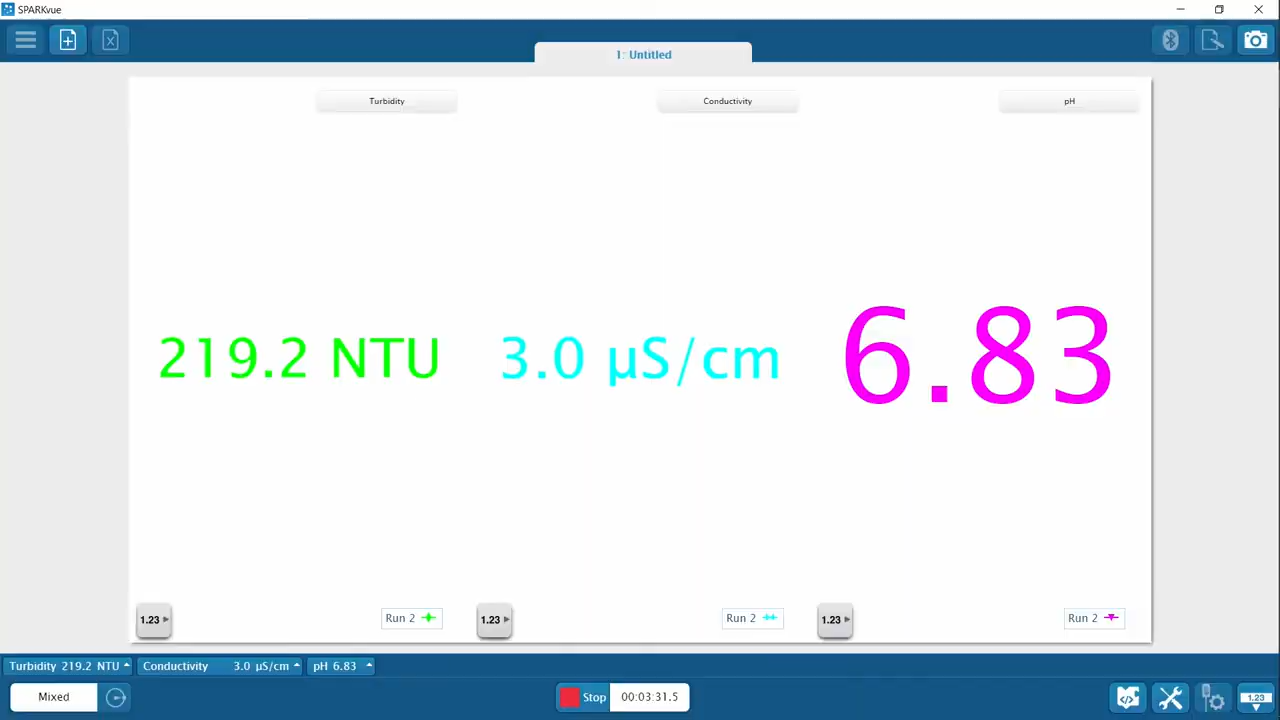 SPARKvue
1: Untitled
Turbidity
Conductivity
pH
219.2 NTU
3.0 µS/cm
6.83
1.23
Run 2
1.23
Run 2
1.23
Run 2
Turbidity 219.2 NTU
Conductivity 3.0 µS/cm
pH 6.83
Mixed
Stop
00:03:31.5
1.23